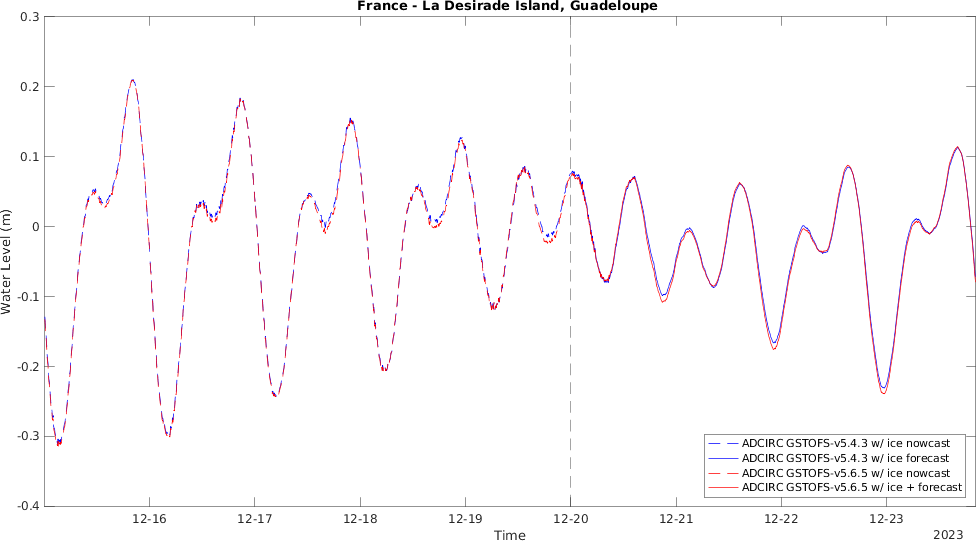 France - La Desirade Island, Guadeloupe
0.3
0.2
0.1
0
-0.1
-0.2
-0.3
-0.4
Water Level (m)
12-16
12-17
12-18
12-19
12-20
12-21
12-22
12-23
Time
2023
ADCIRC GSTOFS-v5.4.3 w/ ice nowcast
ADCIRC GSTOFS-v5.4.3 w/ ice forecast
ADCIRC GSTOFS-v5.6.5 w/ ice nowcast
ADCIRC GSTOFS-v5.6.5 w/ ice + forecast